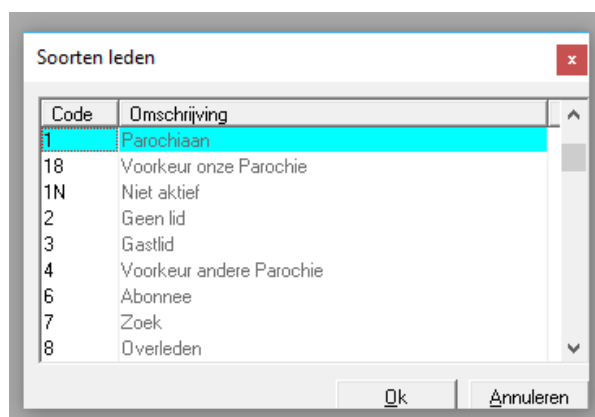 Soorten leden
x
Code Omschrijving
1 Parochiaan
18 Voorkeur onze Parochie
1N Niet aktief
2 Geen lid
3 Gastlid
4 Voorkeur andere Parochie
6 Abonnee
7 Zoek
8 Overleden
Ok Annuleren